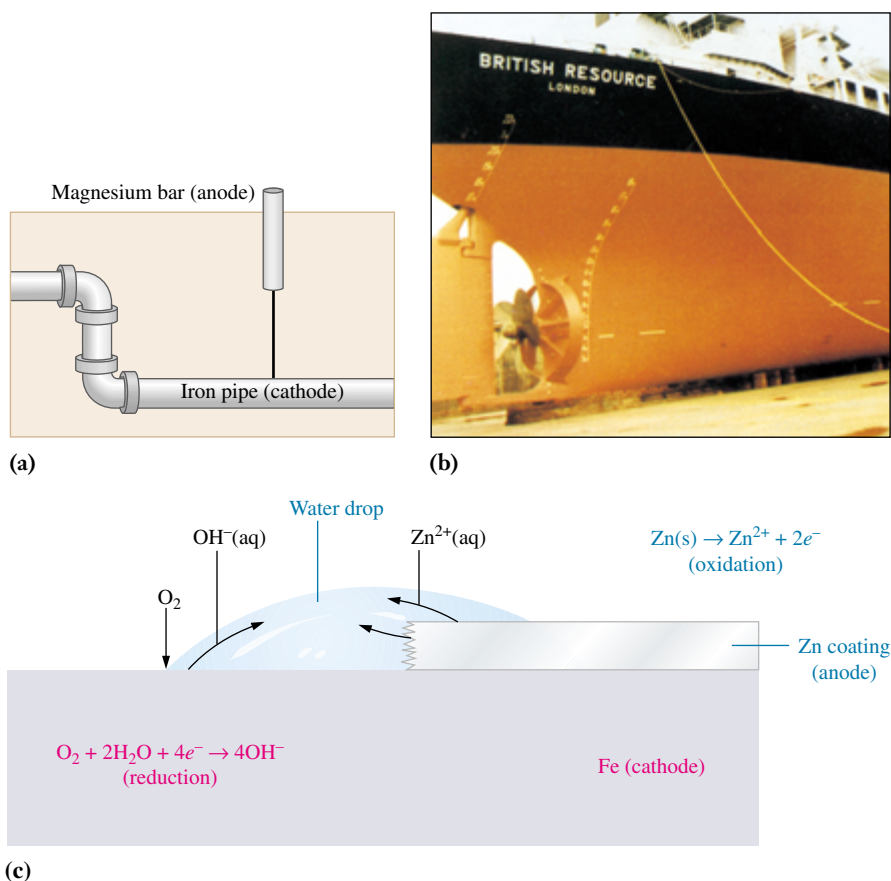 Magnesium bar (anode)
Iron pipe (cathode)
(a)
BRITISH RESOURCE
LONDON
(b)
Water drop
OH⁻(aq)
Zn²⁺(aq)
Zn(s) → Zn²⁺ + 2e⁻
(oxidation)
O₂
Zn coating
(anode)
O₂ + 2H₂O + 4e⁻ → 4OH⁻
(reduction)
Fe (cathode)
(c)